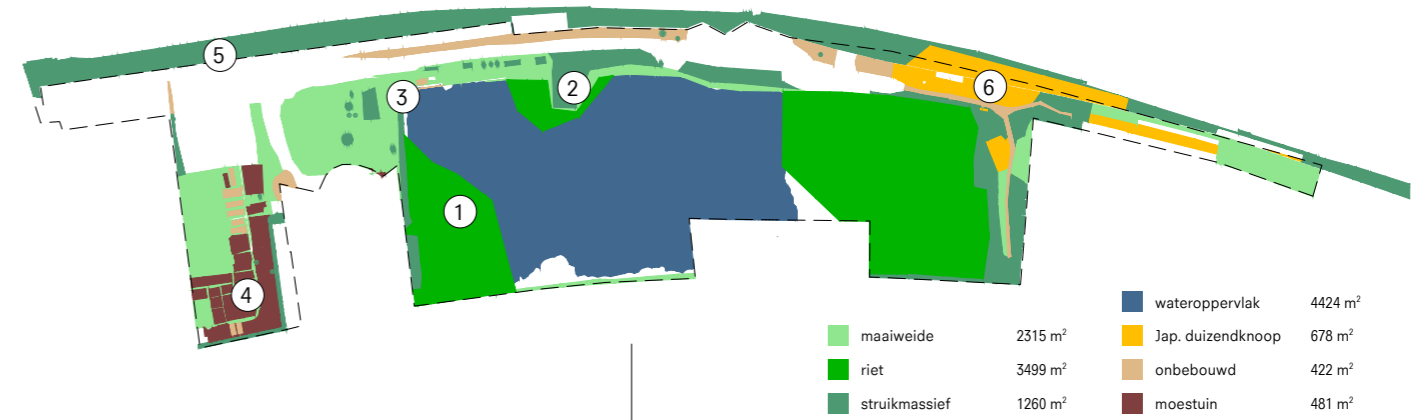 5
6
2
3
1
4
wateroppervlak 4424 m²
maaiweide 2315 m²
Jap. duizendknoop 678 m²
riet 3499 m²
onbebouwd 422 m²
struikmassief 1260 m²
moestuin 481 m²